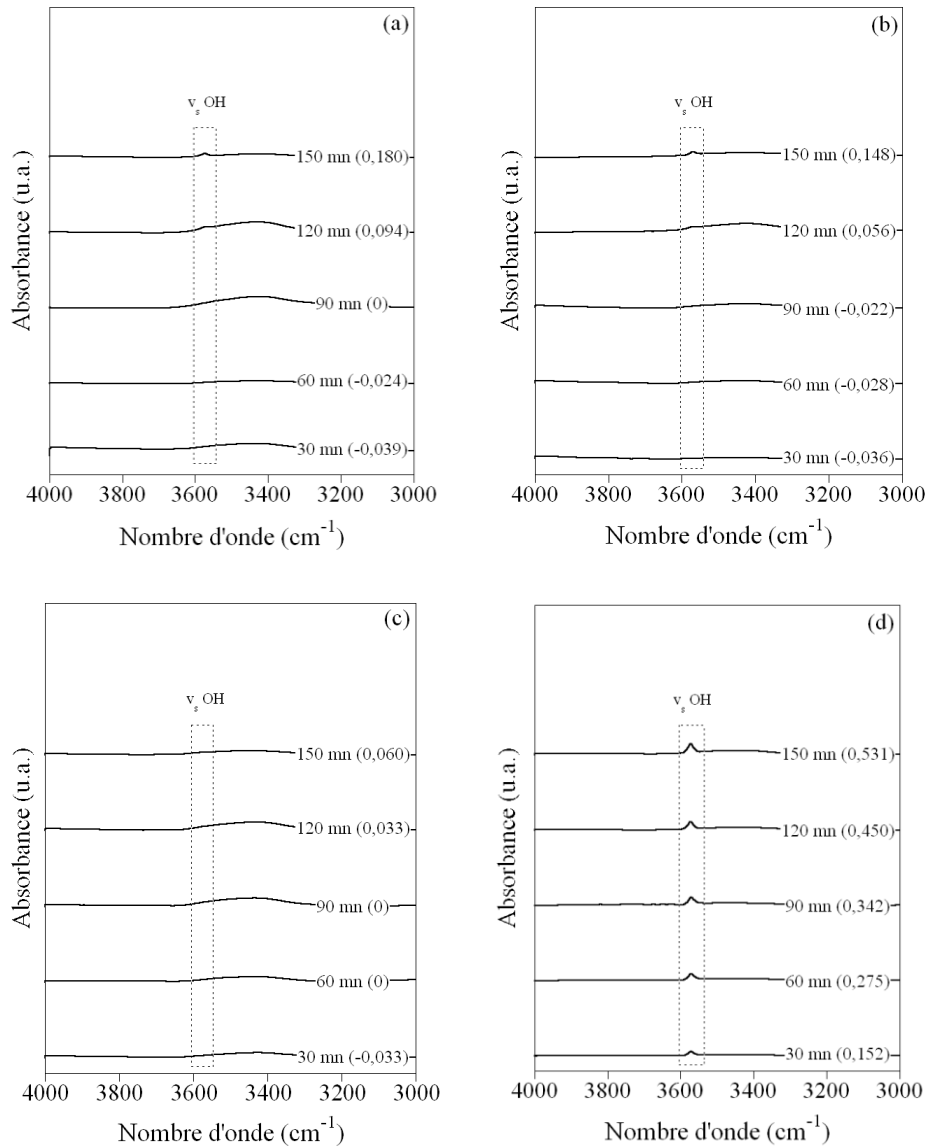 (a)
ν_s OH
150 mn (0,180)
120 mn (0,094)
90 mn (0)
60 mn (-0,024)
30 mn (-0,039)
Absorbance (u.a.)
4000 3800 3600 3400 3200 3000
Nombre d'onde (cm⁻¹)
(b)
ν_s OH
150 mn (0,148)
120 mn (0,056)
90 mn (-0,022)
60 mn (-0,028)
30 mn (-0,036)
Absorbance (u.a.)
4000 3800 3600 3400 3200 3000
Nombre d'onde (cm⁻¹)
(c)
ν_s OH
150 mn (0,060)
120 mn (0,033)
90 mn (0)
60 mn (0)
30 mn (-0,033)
Absorbance (u.a.)
4000 3800 3600 3400 3200 3000
Nombre d'onde (cm⁻¹)
(d)
ν_s OH
150 mn (0,531)
120 mn (0,450)
90 mn (0,342)
60 mn (0,275)
30 mn (0,152)
Absorbance (u.a.)
4000 3800 3600 3400 3200 3000
Nombre d'onde (cm⁻¹)